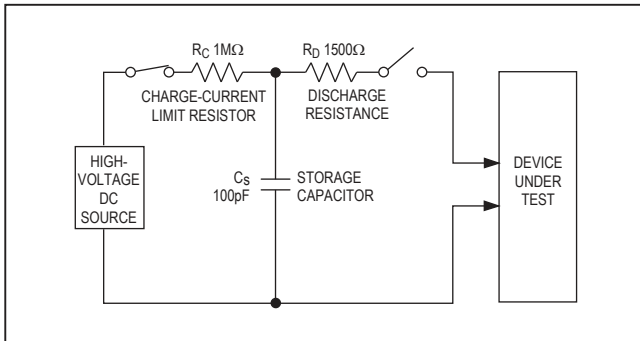 R_C 1MΩ
CHARGE-CURRENT
LIMIT RESISTOR
R_D 1500Ω
DISCHARGE
RESISTANCE
HIGH-
VOLTAGE
DC
SOURCE
C_S
100pF
STORAGE
CAPACITOR
DEVICE
UNDER
TEST